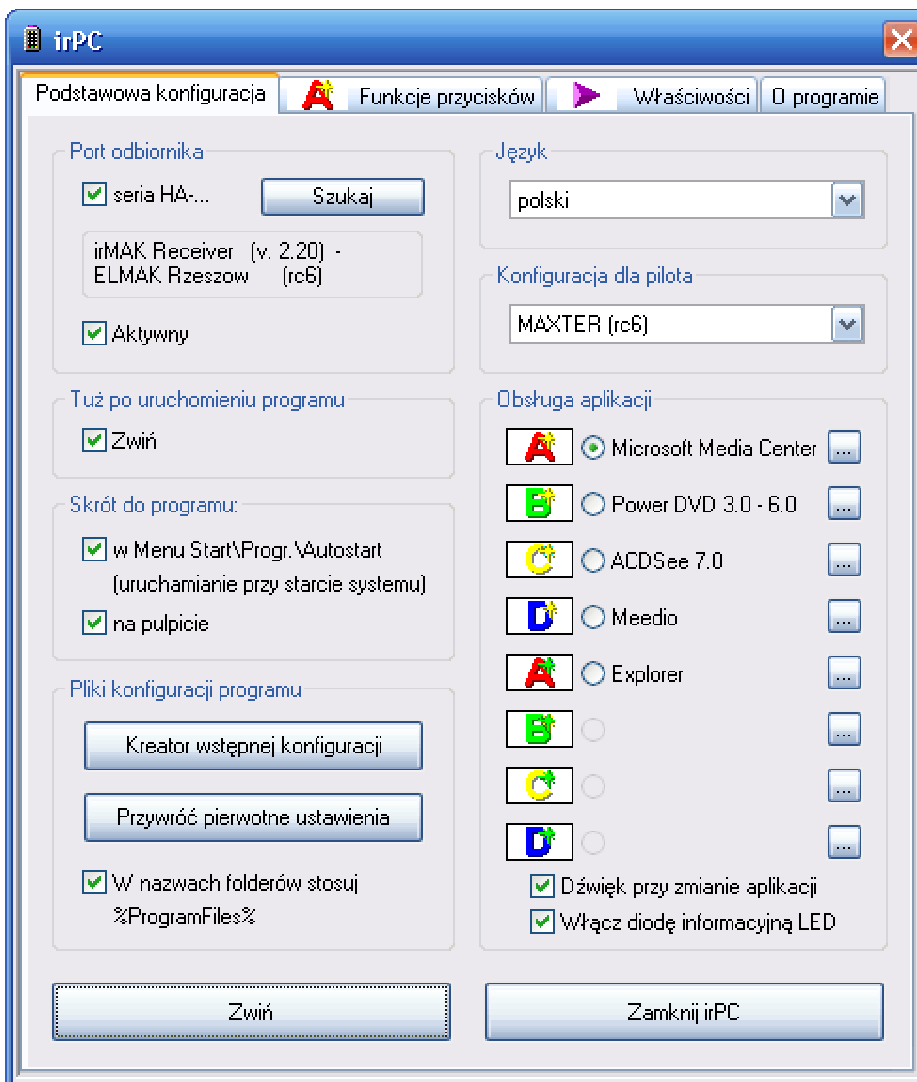 irPC
Podstawowa konfiguracja
A Funkcje przycisków
Właściwości
O programie
Port odbiornika
seria HA-...
Szukaj
irMAK Receiver (v. 2.20) -
ELMAK Rzeszow (rc6)
Aktywny
Tuż po uruchomieniu programu
Zwiń
Skrót do programu:
w Menu Start\Progr.\Autostart
(uruchamianie przy starcie systemu)
na pulpicie
Pliki konfiguracji programu
Kreator wstępnej konfiguracji
Przywróć pierwotne ustawienia
W nazwach folderów stosuj
%ProgramFiles%
Język
polski
Konfiguracja dla pilota
MAXTER (rc6)
Obsługa aplikacji
A Microsoft Media Center ...
B Power DVD 3.0 - 6.0 ...
C ACDSee 7.0 ...
D Meedio ...
A Explorer ...
B ...
C ...
D ...
Dźwięk przy zmianie aplikacji
Włącz diodę informacyjną LED
Zwiń
Zamknij irPC